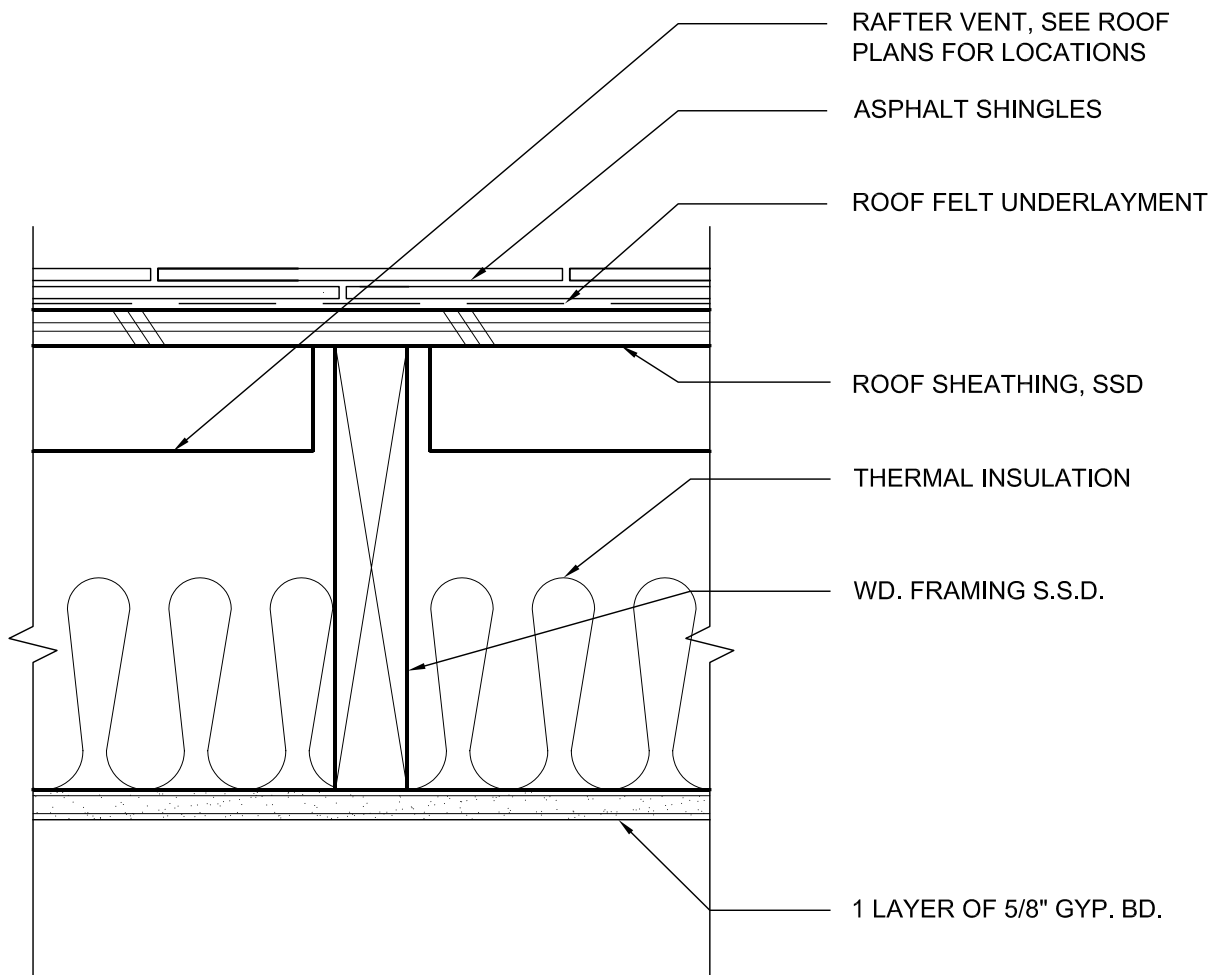 RAFTER VENT, SEE ROOF
PLANS FOR LOCATIONS
ASPHALT SHINGLES
ROOF FELT UNDERLAYMENT
ROOF SHEATHING, SSD
THERMAL INSULATION
WD. FRAMING S.S.D.
1 LAYER OF 5/8" GYP. BD.